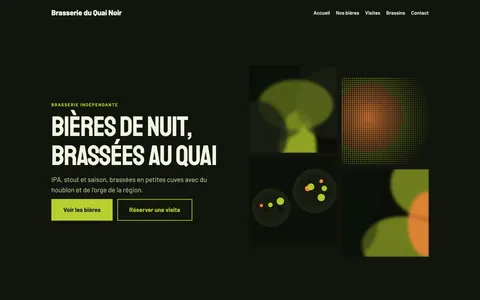 Brasserie du Quai Noir
Accueil Nos bières Visites Brassins Contact
BRASSERIE INDÉPENDANTE
BIÈRES DE NUIT,
BRASSÉES AU QUAI
IPA, stout et saison, brassées en petites cuves avec du
houblon et de l'orge de la région.
Voir les bières Réserver une visite